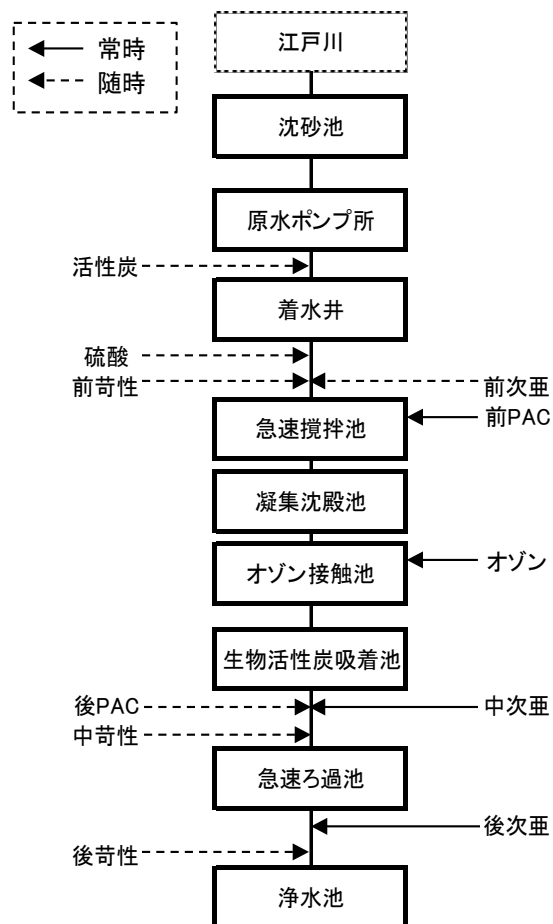 常時
随時
江戸川
沈砂池
原水ポンプ所
活性炭
着水井
硫酸
前苛性
前次亜
前PAC
急速攪拌池
凝集沈殿池
オゾン接触池
オゾン
生物活性炭吸着池
後PAC
中次亜
中苛性
急速ろ過池
後次亜
後苛性
浄水池